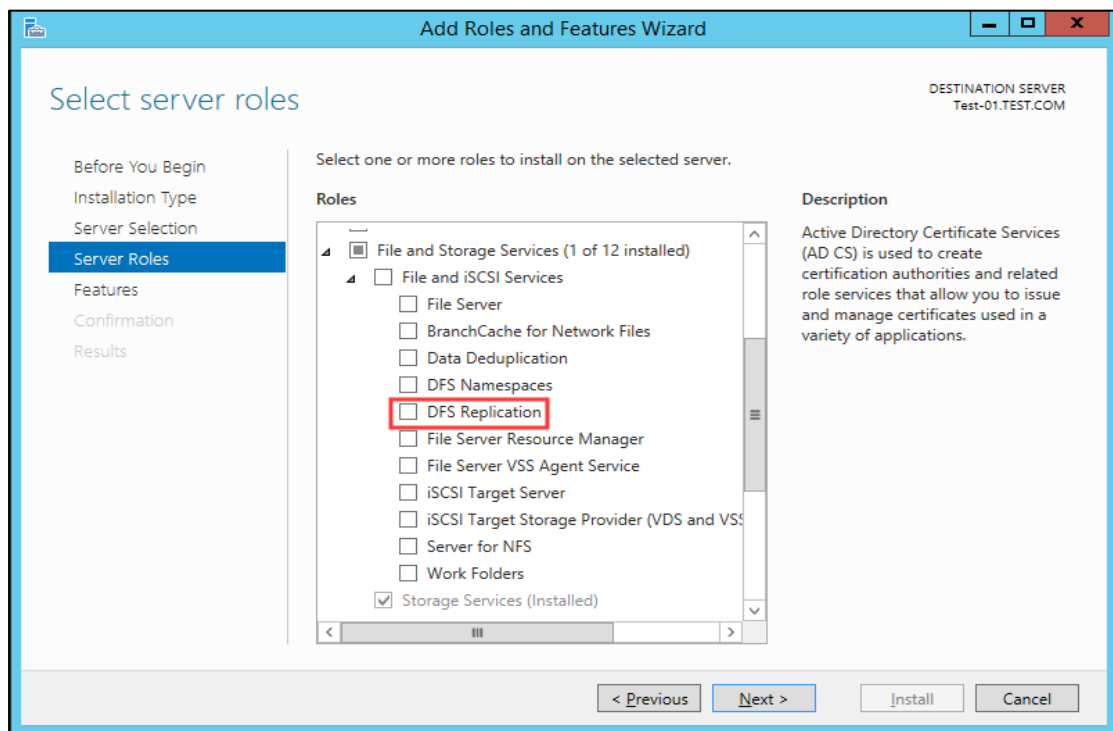 Add Roles and Features Wizard
Select server roles
DESTINATION SERVER
Test-01.TEST.COM
Before You Begin
Installation Type
Server Selection
Server Roles
Features
Confirmation
Results
Select one or more roles to install on the selected server.
Roles
File and Storage Services (1 of 12 installed)
File and iSCSI Services
File Server
BranchCache for Network Files
Data Deduplication
DFS Namespaces
DFS Replication
File Server Resource Manager
File Server VSS Agent Service
iSCSI Target Server
iSCSI Target Storage Provider (VDS and VSS
Server for NFS
Work Folders
Storage Services (Installed)
Description
Active Directory Certificate Services
(AD CS) is used to create
certification authorities and related
role services that allow you to issue
and manage certificates used in a
variety of applications.
< Previous
Next >
Install
Cancel